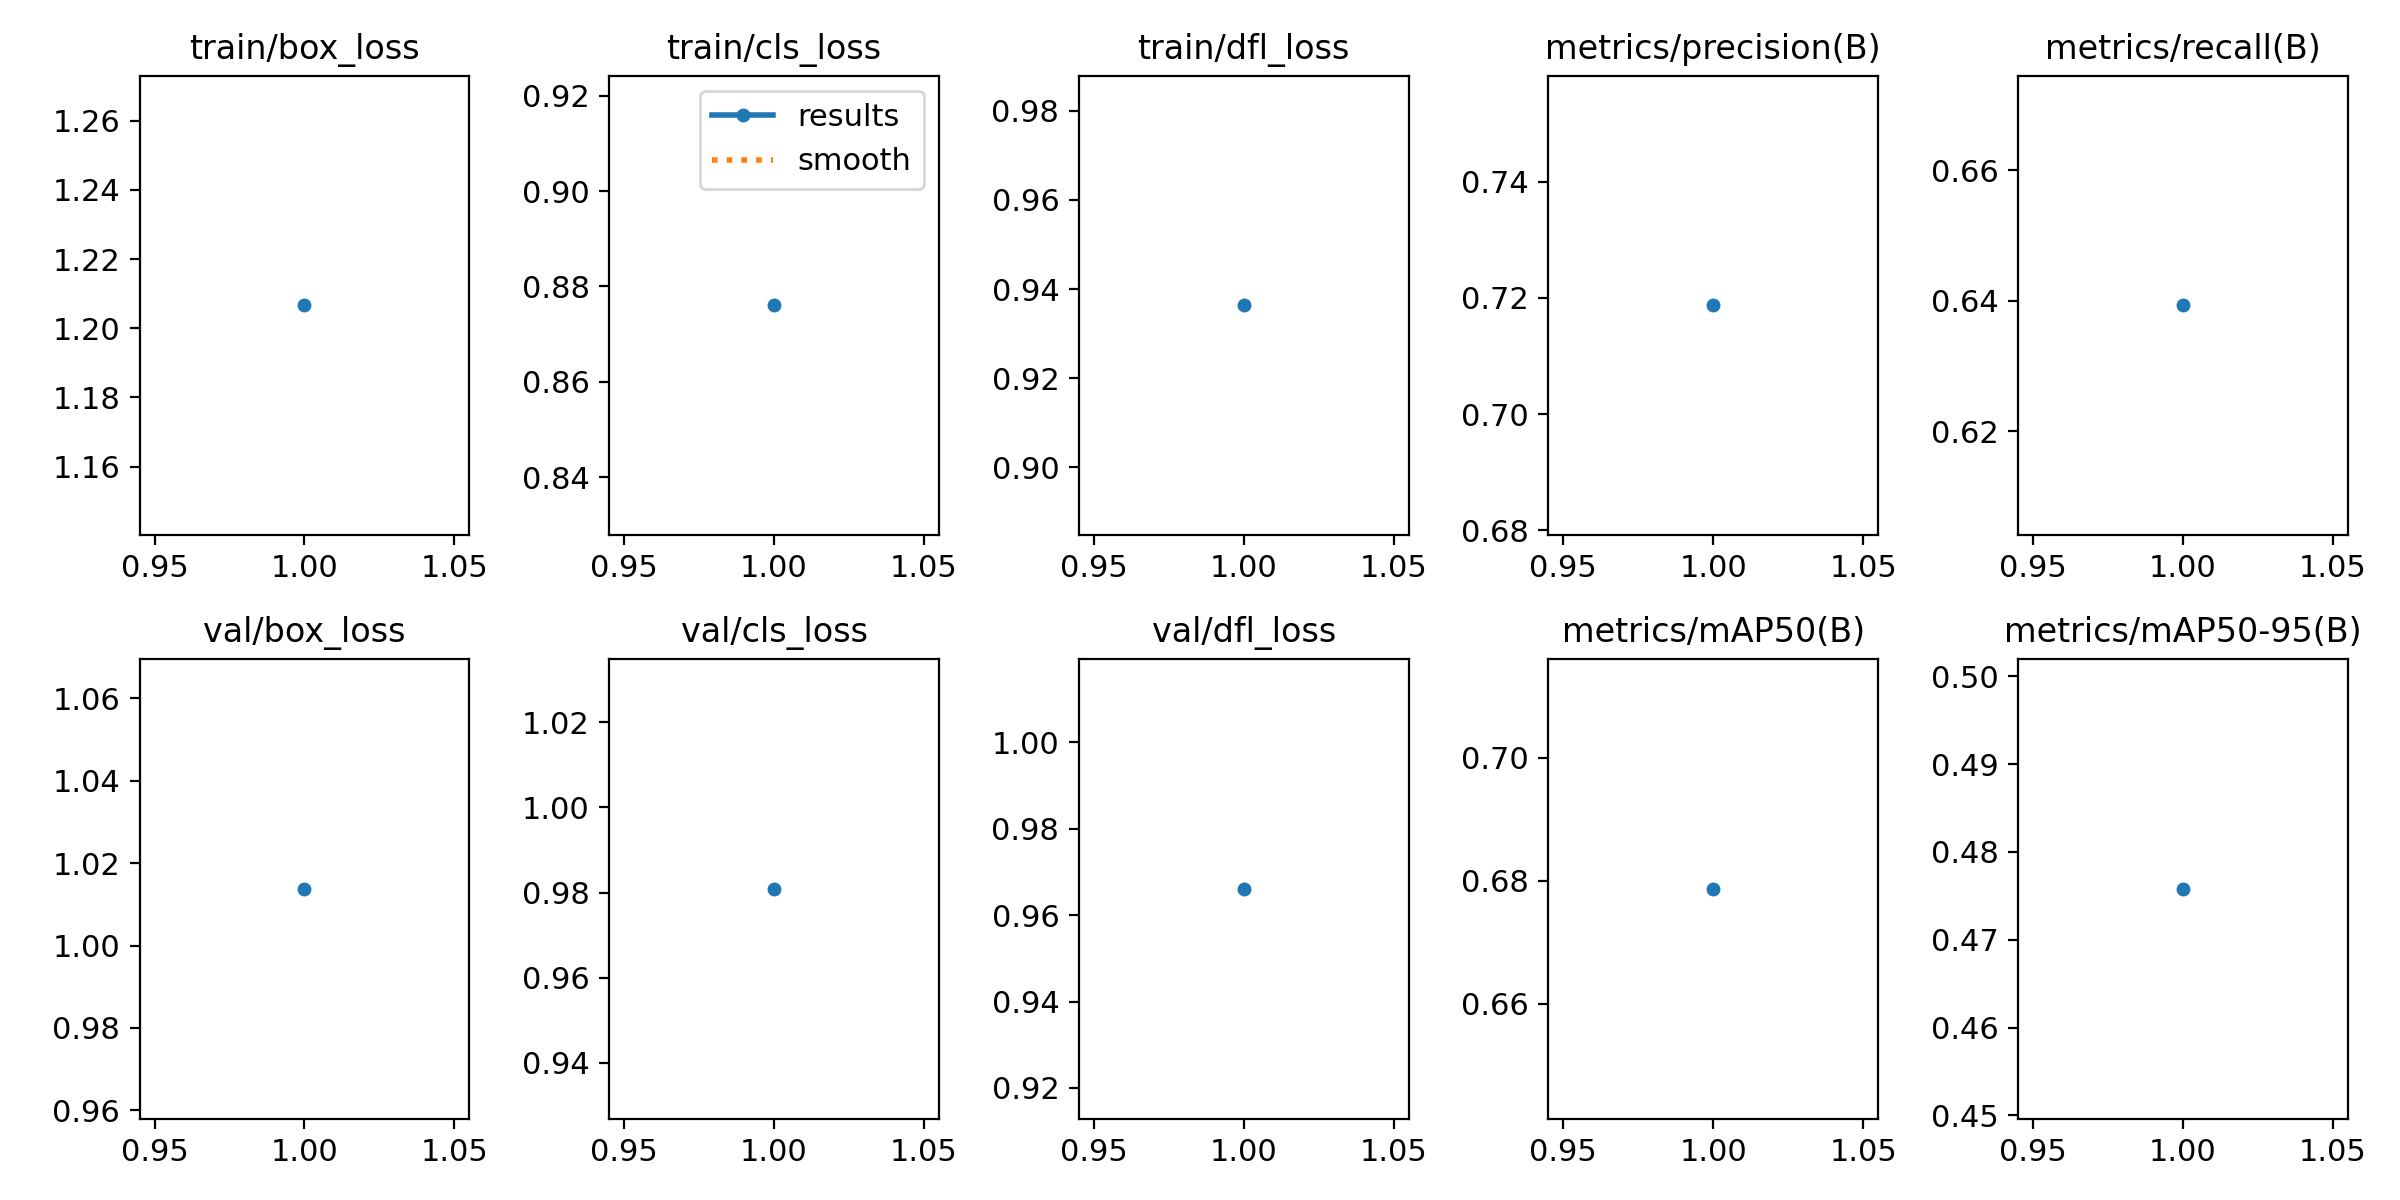 train/box_loss
1.26
1.24
1.22
1.20
1.18
1.16
0.95 1.00 1.05
train/cls_loss
results
smooth
0.92
0.90
0.88
0.86
0.84
0.95 1.00 1.05
train/dfl_loss
0.98
0.96
0.94
0.92
0.90
0.95 1.00 1.05
metrics/precision(B)
0.74
0.72
0.70
0.68
0.95 1.00 1.05
metrics/recall(B)
0.66
0.64
0.62
0.95 1.00 1.05
val/box_loss
1.06
1.04
1.02
1.00
0.98
0.96
0.95 1.00 1.05
val/cls_loss
1.02
1.00
0.98
0.96
0.94
0.95 1.00 1.05
val/dfl_loss
1.00
0.98
0.96
0.94
0.92
0.95 1.00 1.05
metrics/mAP50(B)
0.70
0.68
0.66
0.95 1.00 1.05
metrics/mAP50-95(B)
0.50
0.49
0.48
0.47
0.46
0.45
0.95 1.00 1.05